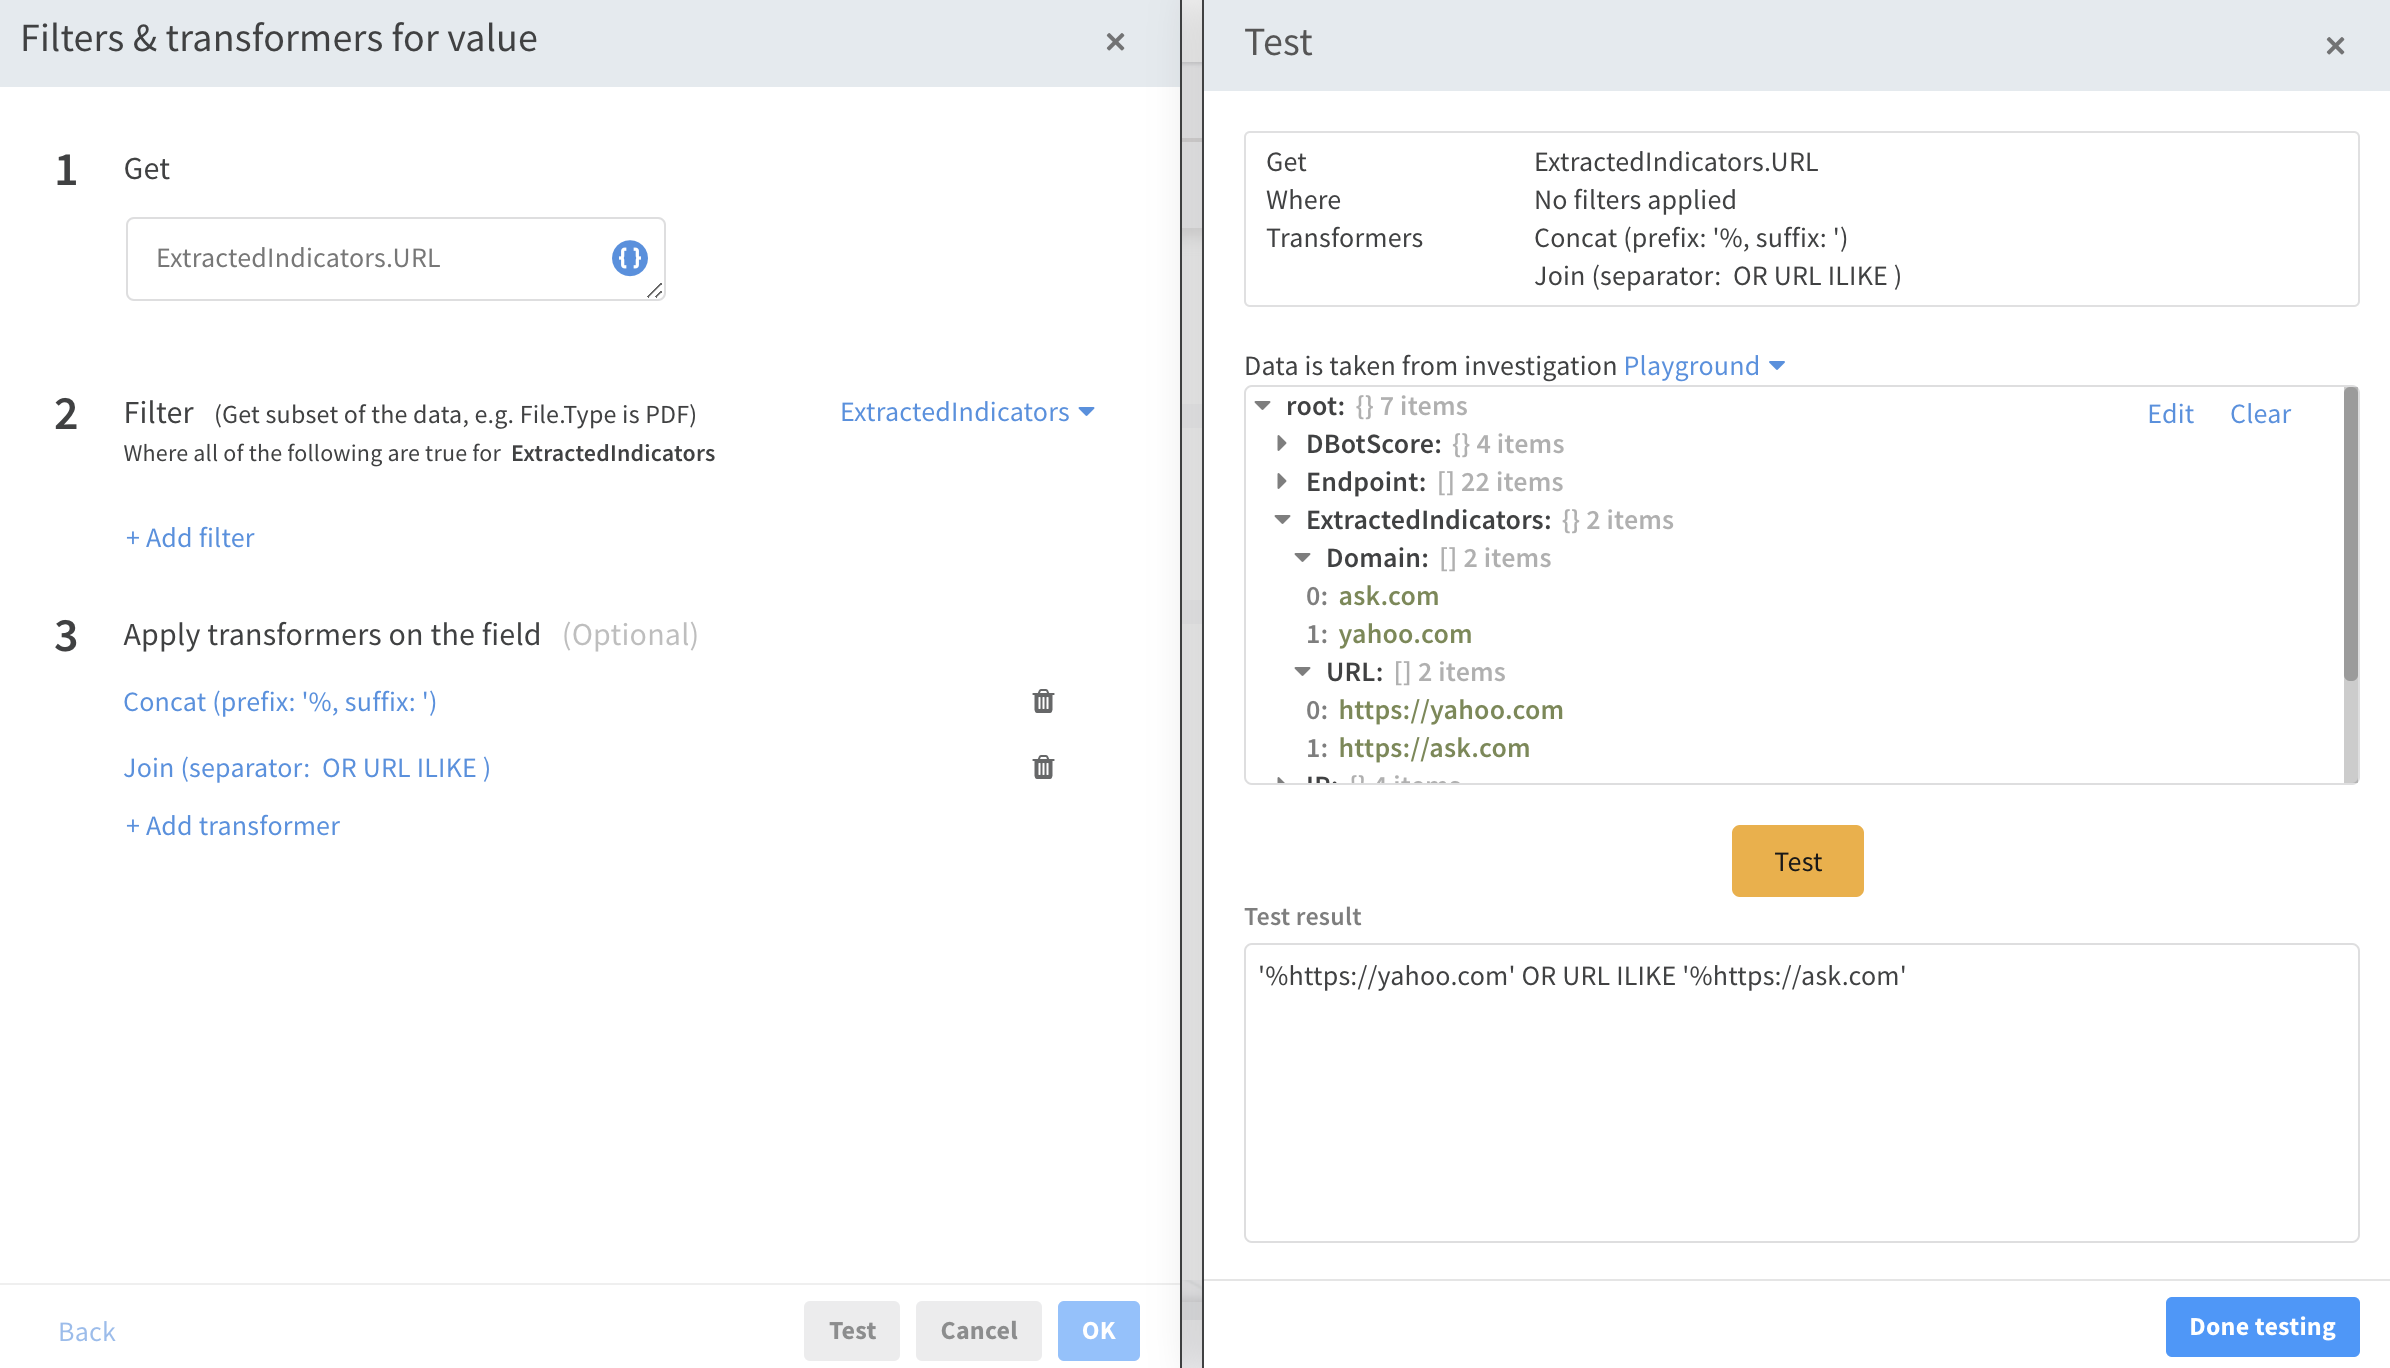 Filters & transformers for value
1 Get
ExtractedIndicators.URL
2 Filter (Get subset of the data, e.g. File.Type is PDF) ExtractedIndicators
Where all of the following are true for ExtractedIndicators
+ Add filter
3 Apply transformers on the field (Optional)
Concat (prefix: '%, suffix: ')
Join (separator:  OR URL ILIKE )
+ Add transformer
Back Test Cancel OK
Test
Get ExtractedIndicators.URL
Where No filters applied
Transformers Concat (prefix: '%, suffix: ')
Join (separator:  OR URL ILIKE )
Data is taken from investigation Playground
root: {} 7 items Edit Clear
DBotScore: {} 4 items
Endpoint: [] 22 items
ExtractedIndicators: {} 2 items
Domain: [] 2 items
0: ask.com
1: yahoo.com
URL: [] 2 items
0: https://yahoo.com
1: https://ask.com
IP: {} 4 items
Test
Test result
'%https://yahoo.com' OR URL ILIKE '%https://ask.com'
Done testing